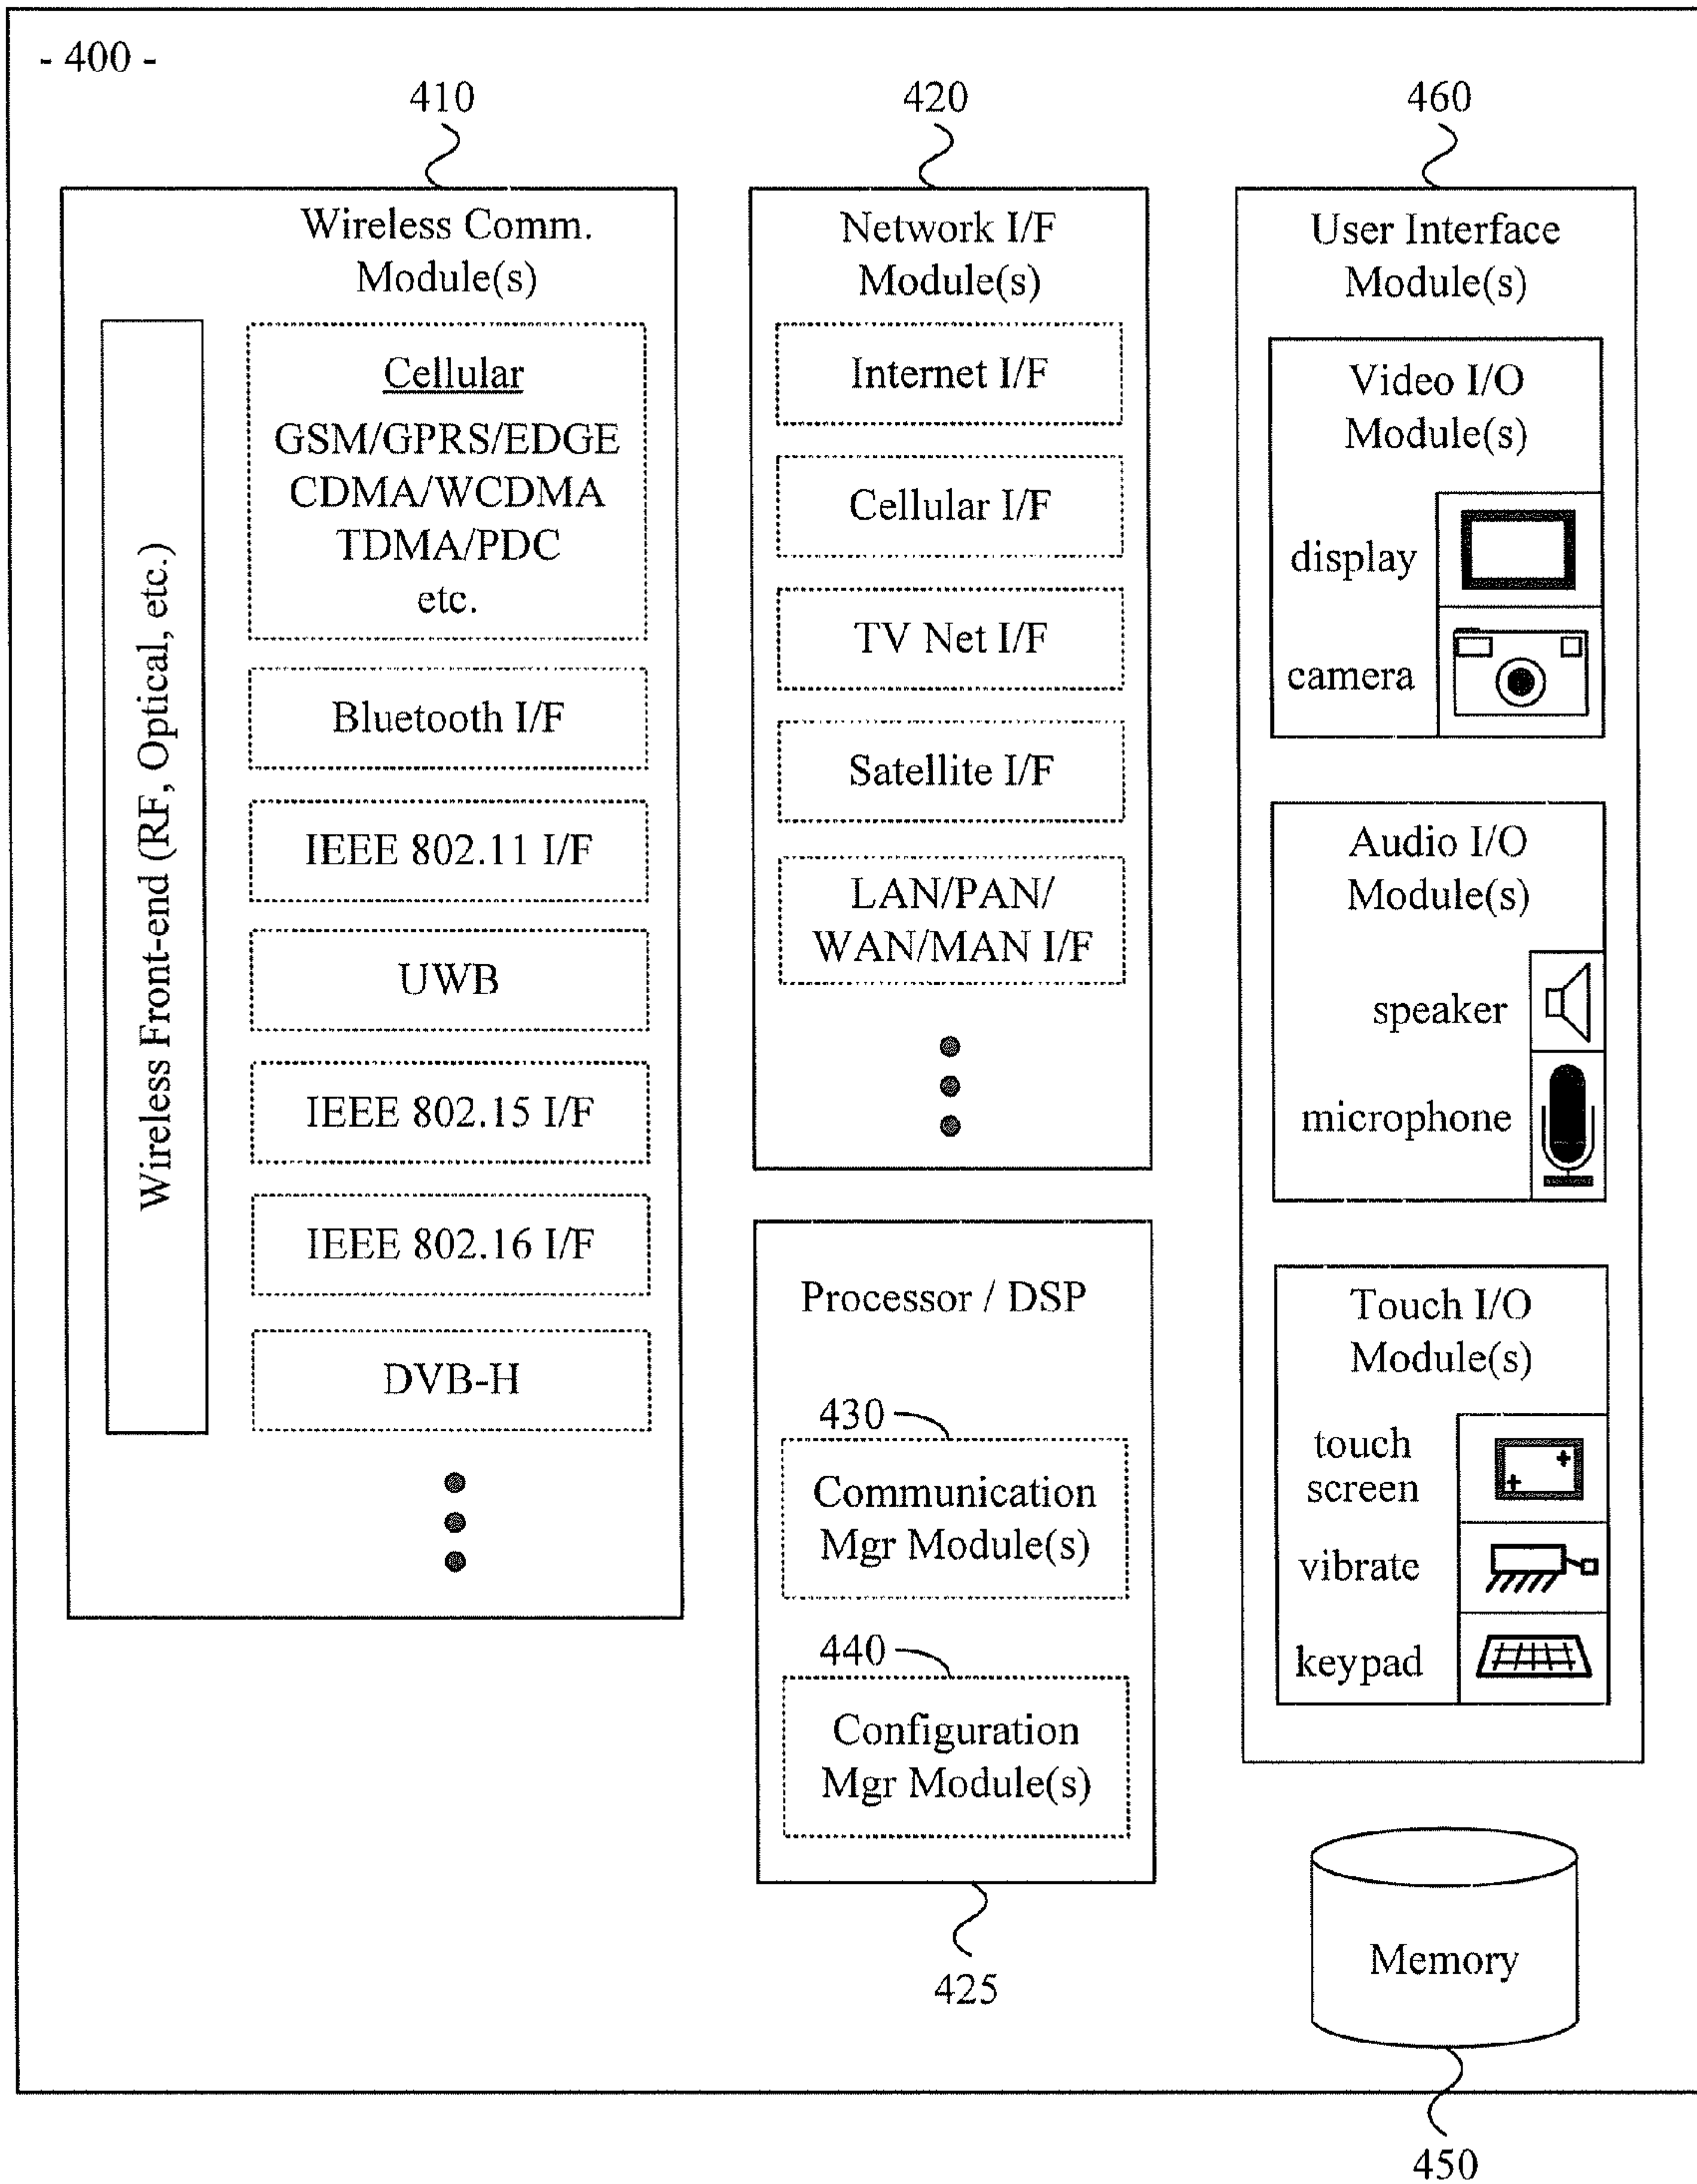 - 400 -
410
Wireless Comm.
Module(s)
Wireless Front-end (RF, Optical, etc.)
Cellular
GSM/GPRS/EDGE
CDMA/WCDMA
TDMA/PDC
etc.
Bluetooth I/F
IEEE 802.11 I/F
UWB
IEEE 802.15 I/F
IEEE 802.16 I/F
DVB-H
420
Network I/F
Module(s)
Internet I/F
Cellular I/F
TV Net I/F
Satellite I/F
LAN/PAN/
WAN/MAN I/F
Processor / DSP
430
Communication
Mgr Module(s)
440
Configuration
Mgr Module(s)
425
460
User Interface
Module(s)
Video I/O
Module(s)
display
camera
Audio I/O
Module(s)
speaker
microphone
Touch I/O
Module(s)
touch
screen
vibrate
keypad
Memory
450